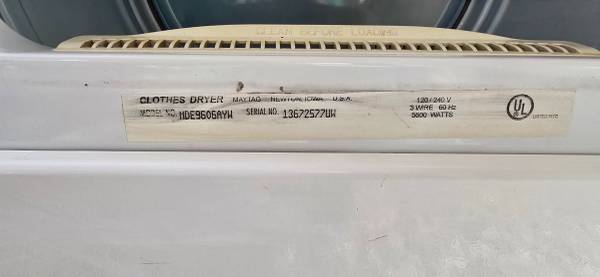 CLEAN BEFORE LOADING
CLOTHES DRYER MAYTAG NEWTON, IOWA, U.S.A.
MODEL NO. MDE9606AYW SERIAL NO. 13672577UW
120/240 V
3 WIRE 60 Hz
5600 WATTS
UL